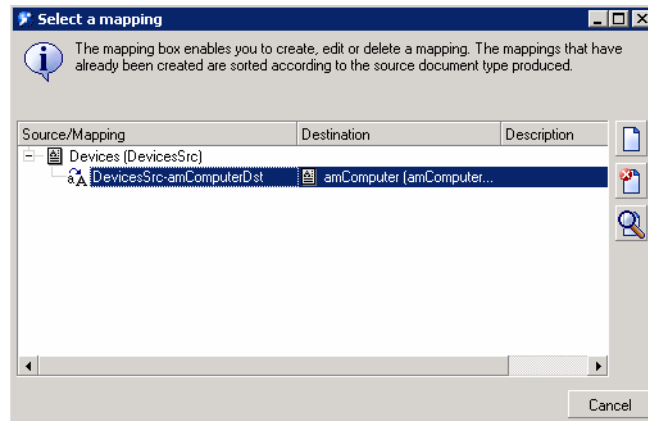 Select a mapping
The mapping box enables you to create, edit or delete a mapping. The mappings that have
already been created are sorted according to the source document type produced.
Source/Mapping Destination Description
Devices (DevicesSrc)
DevicesSrc-amComputerDst amComputer (amComputer...
Cancel